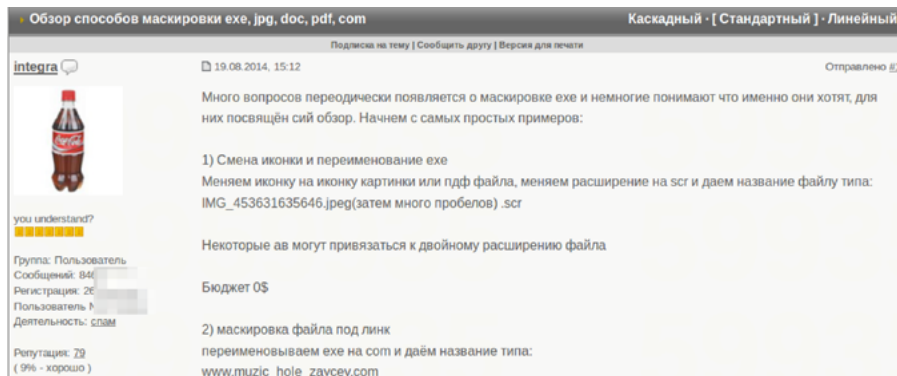 Обзор способов маскировки exe, jpg, doc, pdf, com
Каскадный · [ Стандартный ] · Линейный
Подписка на тему | Сообщить другу | Версия для печати
integra
19.08.2014, 15:12
Отправлено
Много вопросов переодически появляется о маскировке exe и немногие понимают что именно они хотят, для
них посвящён сий обзор. Начнем с самых простых примеров:
1) Смена иконки и переименование exe
Меняем иконку на иконку картинки или пдф файла, меняем расширение на scr и даем название файлу типа:
IMG_453631635646.jpeg(затем много пробелов) .scr
Некоторые ав могут привязаться к двойному расширению файла
Бюджет 0$
2) маскировка файла под линк
переименовываем exe на com и даём название типа:
www.muzic_hole_zaycev.com
Coca-Cola
you understand?
Группа: Пользователь
Сообщений: 846
Регистрация: 26
Пользователь
Деятельность: спам
Репутация: 79
( 9% - хорошо )